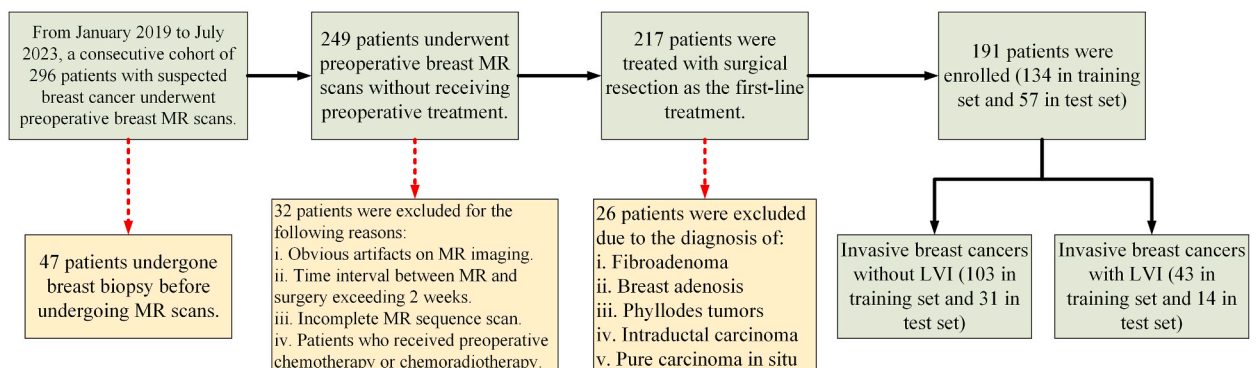 From January 2019 to July
2023, a consecutive cohort of
296 patients with suspected
breast cancer underwent
preoperative breast MR scans.
249 patients underwent
preoperative breast MR
scans without receiving
preoperative treatment.
217 patients were
treated with surgical
resection as the first-line
treatment.
191 patients were
enrolled (134 in training
set and 57 in test set)
47 patients undergone
breast biopsy before
undergoing MR scans.
32 patients were excluded for the
following reasons:
i. Obvious artifacts on MR imaging.
ii. Time interval between MR and
surgery exceeding 2 weeks.
iii. Incomplete MR sequence scan.
iv. Patients who received preoperative
chemotherapy or chemoradiotherapy.
26 patients were excluded
due to the diagnosis of:
i. Fibroadenoma
ii. Breast adenosis
iii. Phyllodes tumors
iv. Intraductal carcinoma
v. Pure carcinoma in situ
Invasive breast cancers
without LVI (103 in
training set and 31 in
test set)
Invasive breast cancers
with LVI (43 in
training set and 14 in
test set)